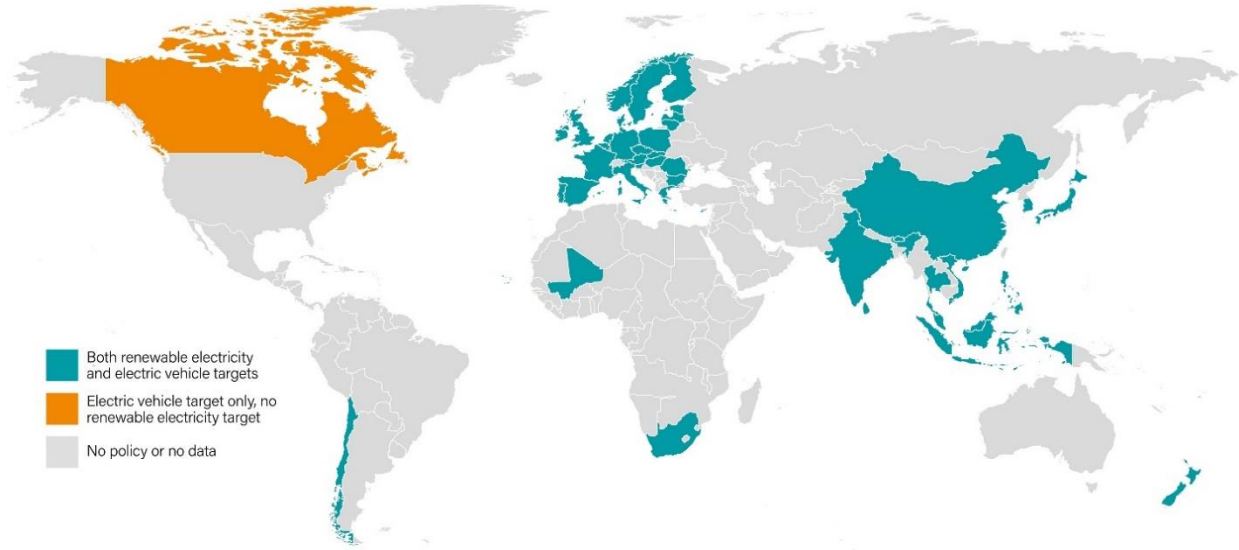 Both renewable electricity
and electric vehicle targets
Electric vehicle target only, no
renewable electricity target
No policy or no data